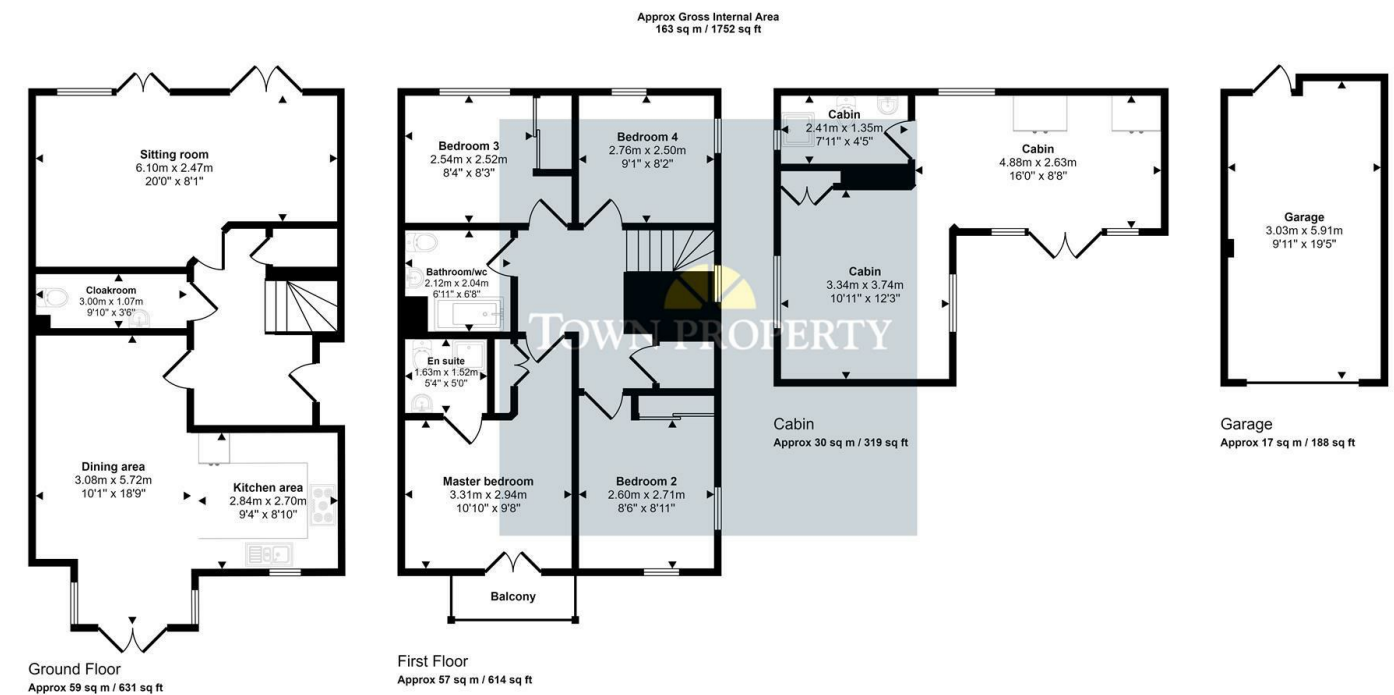 Approx Gross Internal Area
163 sq m / 1752 sq ft
Sitting room
6.10m x 2.47m
20'0" x 8'1"
Cloakroom
3.00m x 1.07m
9'10" x 3'6"
Dining area
3.08m x 5.72m
10'1" x 18'9"
Kitchen area
2.84m x 2.70m
9'4" x 8'10"
Ground Floor
Approx 59 sq m / 631 sq ft
Bedroom 3
2.54m x 2.52m
8'4" x 8'3"
Bedroom 4
2.76m x 2.50m
9'1" x 8'2"
Bathroom/wc
2.12m x 2.04m
6'11" x 6'8"
En suite
1.63m x 1.52m
5'4" x 5'0"
Master bedroom
3.31m x 2.94m
10'10" x 9'8"
Bedroom 2
2.60m x 2.71m
8'6" x 8'11"
Balcony
First Floor
Approx 57 sq m / 614 sq ft
TOWN PROPERTY
Cabin
2.41m x 1.35m
7'11" x 4'5"
Cabin
4.88m x 2.63m
16'0" x 8'8"
Cabin
3.34m x 3.74m
10'11" x 12'3"
Cabin
Approx 30 sq m / 319 sq ft
Garage
3.03m x 5.91m
9'11" x 19'5"
Garage
Approx 17 sq m / 188 sq ft